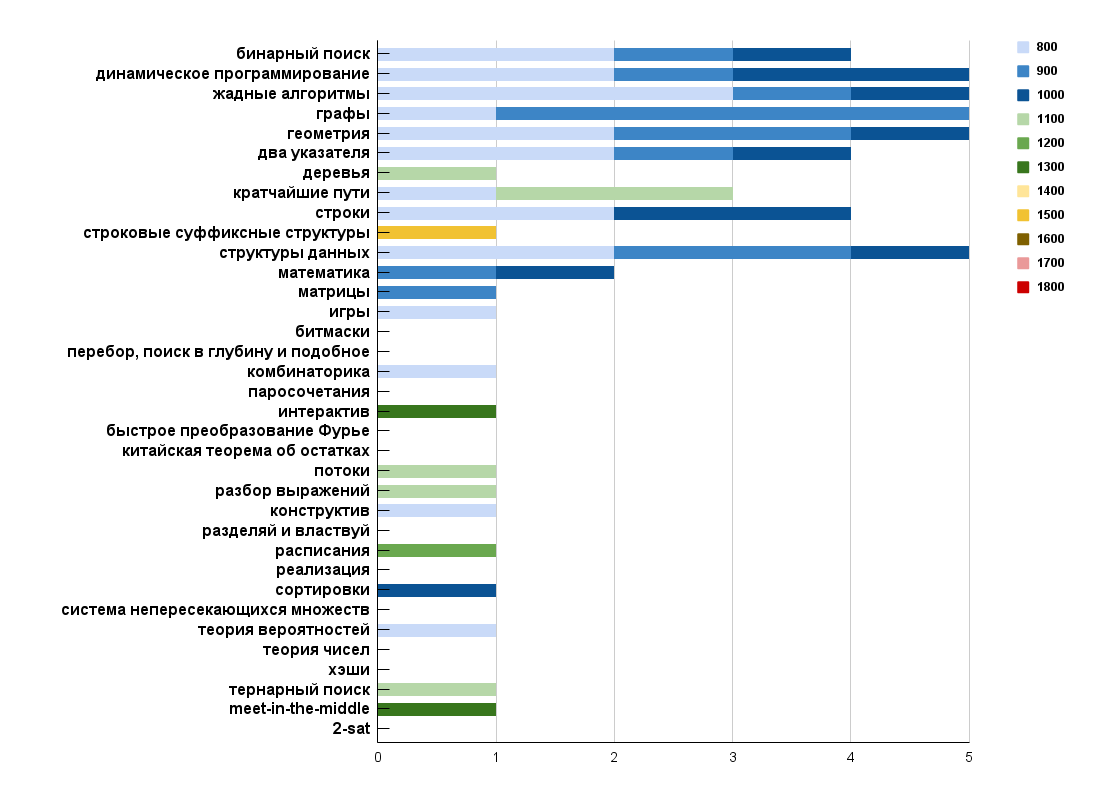 бинарный поиск
динамическое программирование
жадные алгоритмы
графы
геометрия
два указателя
деревья
кратчайшие пути
строки
строковые суффиксные структуры
структуры данных
математика
матрицы
игры
битмаски
перебор, поиск в глубину и подобное
комбинаторика
паросочетания
интерактив
быстрое преобразование Фурье
китайская теорема об остатках
потоки
разбор выражений
конструктив
разделяй и властвуй
расписания
реализация
сортировки
система непересекающихся множеств
теория вероятностей
теория чисел
хэши
тернарный поиск
meet-in-the-middle
2-sat
0 1 2 3 4 5
800
900
1000
1100
1200
1300
1400
1500
1600
1700
1800